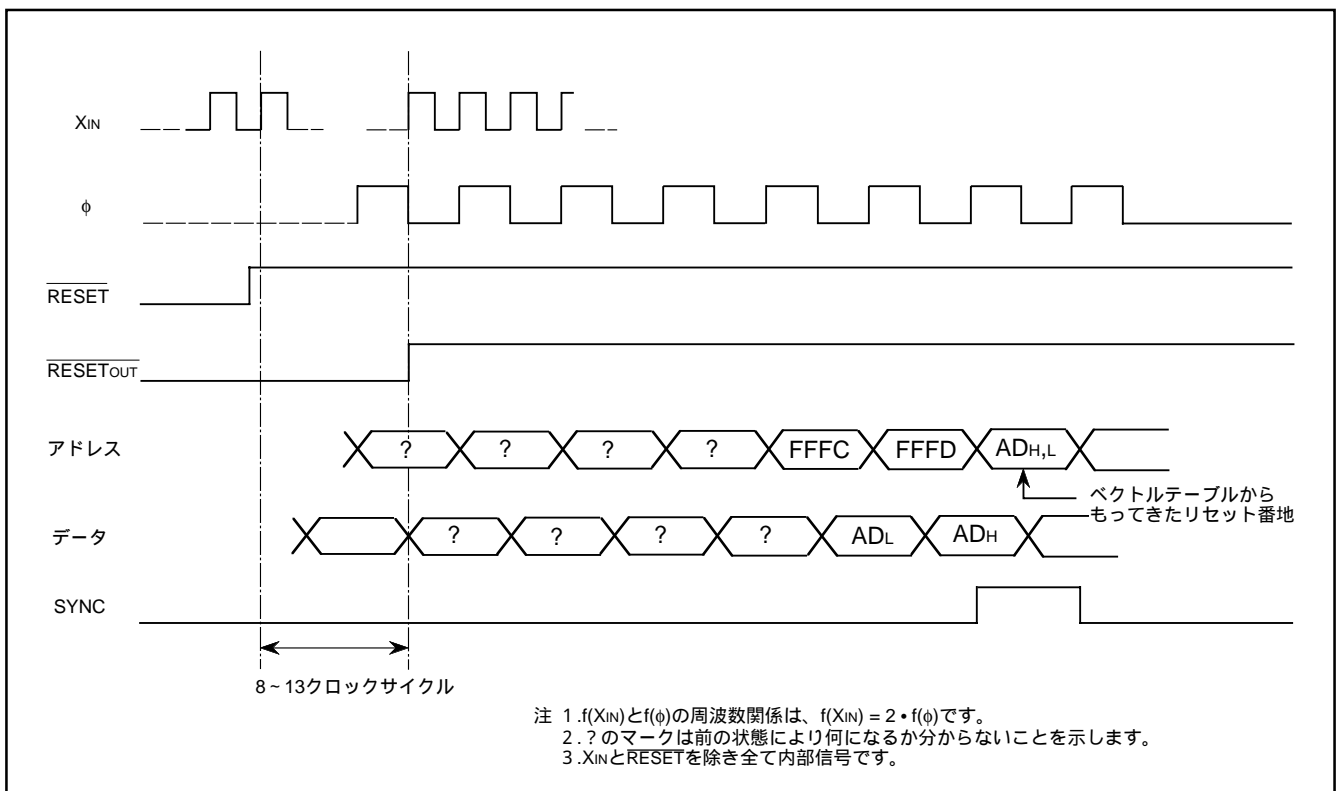 XIN
φ
RESET
RESETOUT
アドレス ? ? ? ? FFFC FFFD ADH,L
ベクトルテーブルから
もってきたリセット番地
データ ? ? ? ? ADL ADH
SYNC
8~13クロックサイクル
注 1.f(XIN)とf(φ)の周波数関係は、f(XIN) = 2・f(φ)です。
2.?のマークは前の状態により何になるか分からないことを示します。
3.XINとRESETを除き全て内部信号です。